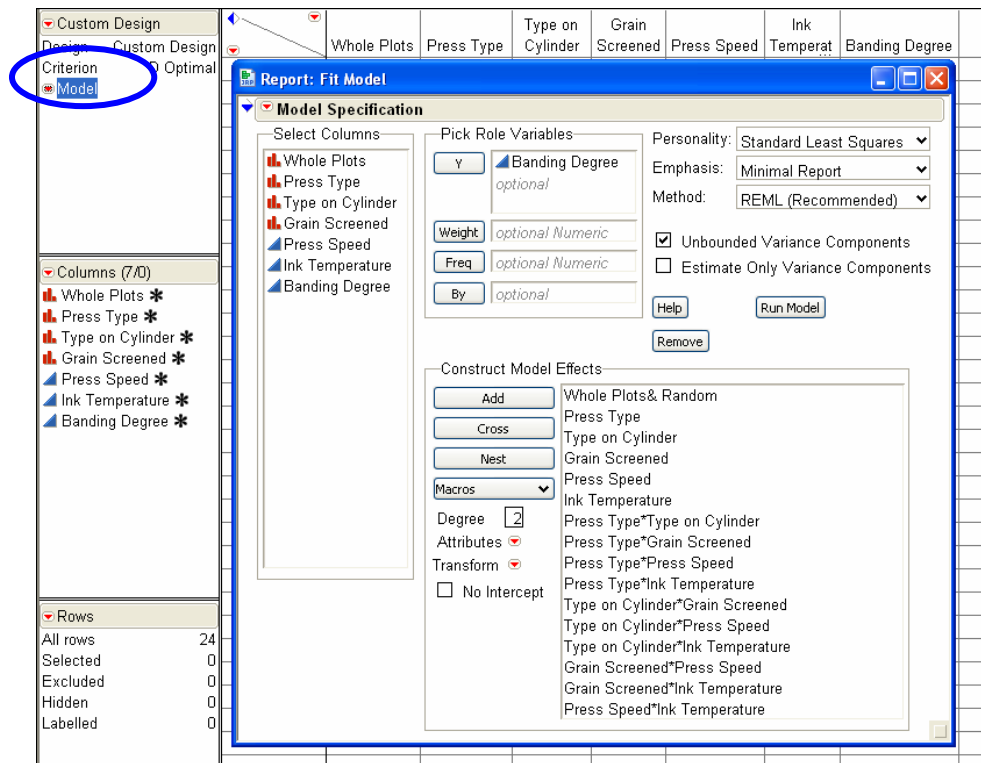 Custom Design
Design Custom Design
Criterion D Optimal
Model
Columns (7/0)
Whole Plots
Press Type
Type on Cylinder
Grain Screened
Press Speed
Ink Temperature
Banding Degree
Rows
All rows 24
Selected 0
Excluded 0
Hidden 0
Labelled 0
Whole Plots Press Type Type on Cylinder Grain Screened Press Speed Ink Temperat ... Banding Degree
Report: Fit Model
Model Specification
Select Columns
Whole Plots
Press Type
Type on Cylinder
Grain Screened
Press Speed
Ink Temperature
Banding Degree
Pick Role Variables
Y Banding Degree
optional
Weight optional Numeric
Freq optional Numeric
By optional
Personality: Standard Least Squares
Emphasis: Minimal Report
Method: REML (Recommended)
Unbounded Variance Components
Estimate Only Variance Components
Help Run Model
Remove
Construct Model Effects
Add
Cross
Nest
Macros
Degree 2
Attributes
Transform
No Intercept
Whole Plots& Random
Press Type
Type on Cylinder
Grain Screened
Press Speed
Ink Temperature
Press Type*Type on Cylinder
Press Type*Grain Screened
Press Type*Press Speed
Press Type*Ink Temperature
Type on Cylinder*Grain Screened
Type on Cylinder*Press Speed
Type on Cylinder*Ink Temperature
Grain Screened*Press Speed
Grain Screened*Ink Temperature
Press Speed*Ink Temperature